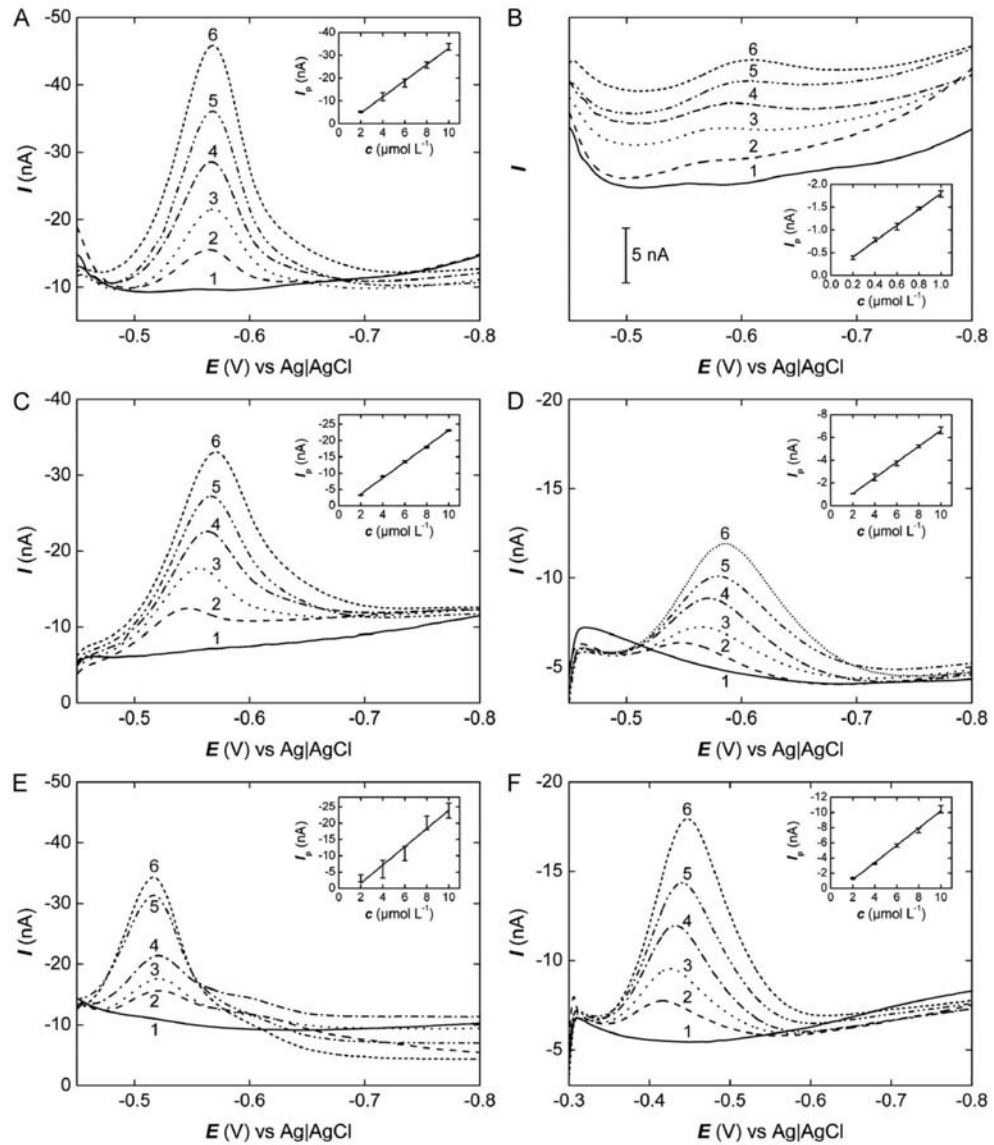 A
-50
-40
-30
-20
-10
I (nA)
6
5
4
3
2
1
-0.5 -0.6 -0.7 -0.8
E (V) vs Ag|AgCl
-40
-30
-20
-10
0
Ip (nA)
0 2 4 6 8 10
c (µmol L-1)
B
I
6
5
4
3
2
1
5 nA
-0.5 -0.6 -0.7 -0.8
E (V) vs Ag|AgCl
-2.0
-1.5
-1.0
-0.5
0.0
Ip (nA)
0.0 0.2 0.4 0.6 0.8 1.0
c (µmol L-1)
C
-40
-30
-20
-10
0
I (nA)
6
5
4
3
2
1
-0.5 -0.6 -0.7 -0.8
E (V) vs Ag|AgCl
-25
-20
-15
-10
-5
0
Ip (nA)
0 2 4 6 8 10
c (µmol L-1)
D
-20
-15
-10
-5
I (nA)
6
5
4
3
2
1
-0.5 -0.6 -0.7 -0.8
E (V) vs Ag|AgCl
-8
-6
-4
-2
0
Ip (nA)
0 2 4 6 8 10
c (µmol L-1)
E
-50
-40
-30
-20
-10
0
I (nA)
6
5
4
3
2
1
-0.5 -0.6 -0.7 -0.8
E (V) vs Ag|AgCl
-25
-20
-15
-10
-5
0
Ip (nA)
0 2 4 6 8 10
c (µmol L-1)
F
-20
-15
-10
-5
I (nA)
6
5
4
3
2
1
-0.3 -0.4 -0.5 -0.6 -0.7 -0.8
E (V) vs Ag|AgCl
-12
-10
-8
-6
-4
-2
0
Ip (nA)
0 2 4 6 8 10
c (µmol L-1)